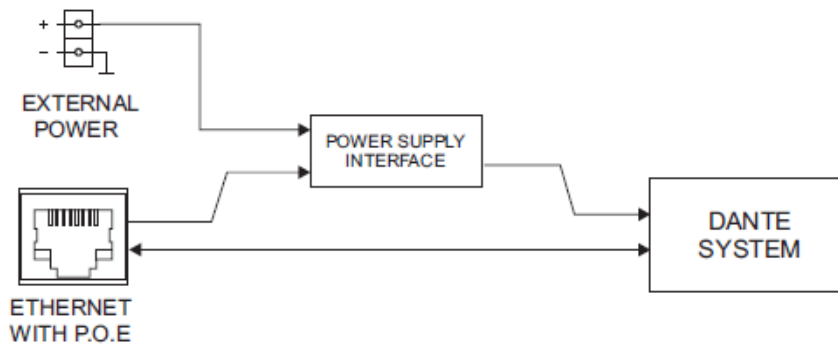 +
-
EXTERNAL
POWER
POWER SUPPLY
INTERFACE
DANTE
SYSTEM
ETHERNET
WITH P.O.E